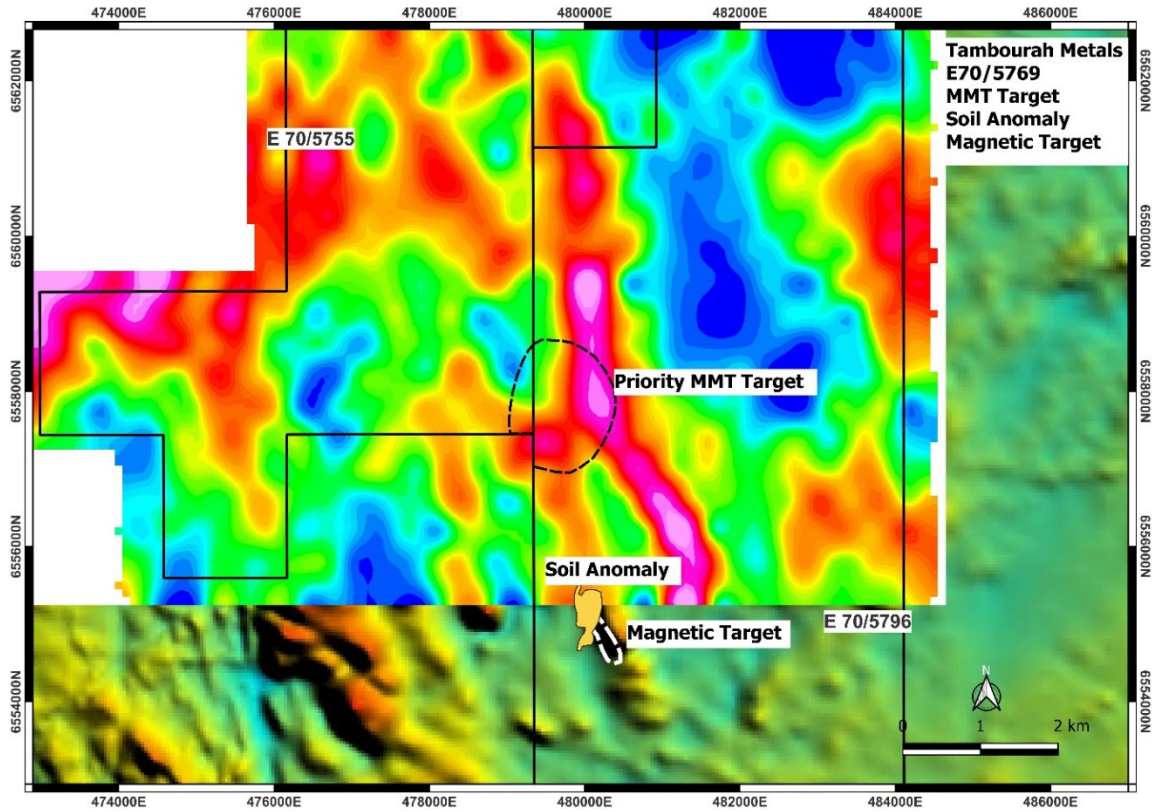 474000E 476000E 478000E 480000E 482000E 484000E 486000E
6562000N 6562000N
Tambourah Metals
E70/5769
MMT Target
Soil Anomaly
Magnetic Target
E 70/5755
6560000N 6560000N
Priority MMT Target
6558000N 6558000N
6556000N 6556000N
Soil Anomaly
E 70/5796
Magnetic Target
6554000N 6554000N
N
0 1 2 km
474000E 476000E 478000E 480000E 482000E 484000E 486000E